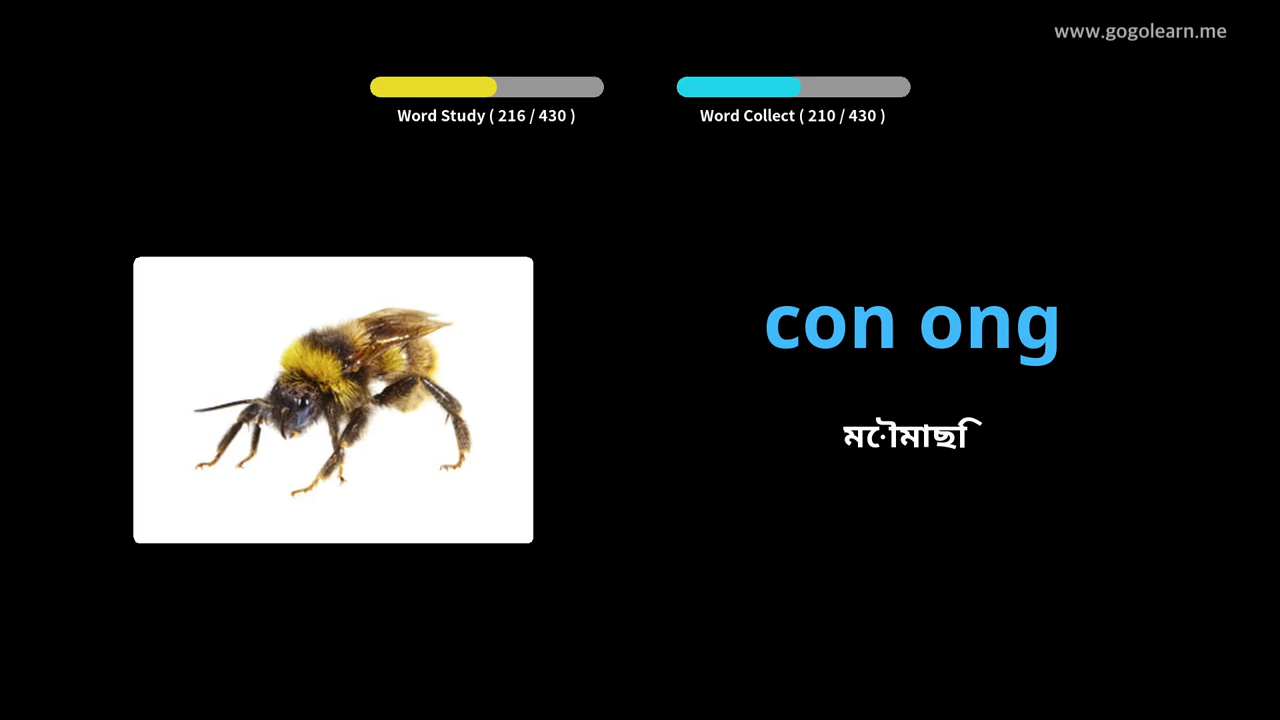 www.gogolearn.me
Word Study ( 216 / 430 )
Word Collect ( 210 / 430 )
con ong
মৌমাছি